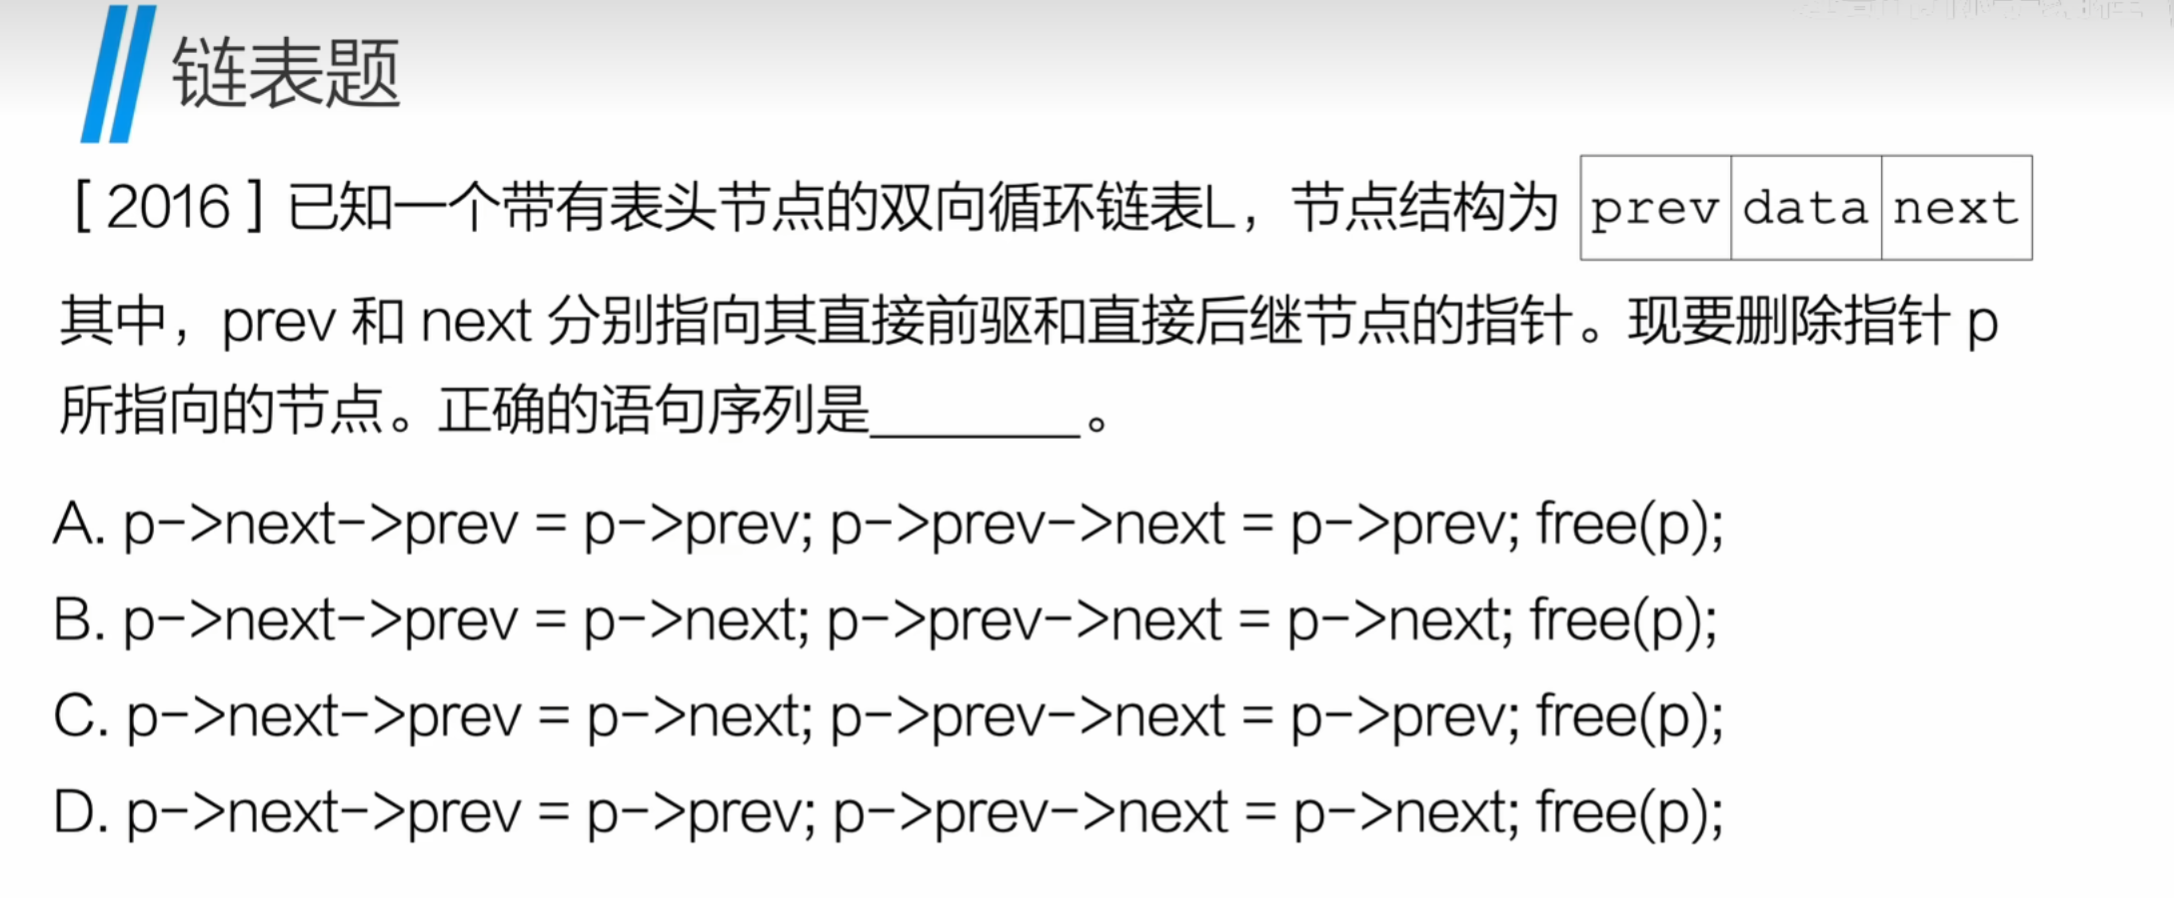 链表题
[ 2016 ] 已知一个带有表头节点的双向循环链表L，节点结构为 prev data next
其中，prev 和 next 分别指向其直接前驱和直接后继节点的指针。现要删除指针 p
所指向的节点。正确的语句序列是________。
A. p->next->prev = p->prev; p->prev->next = p->prev; free(p);
B. p->next->prev = p->next; p->prev->next = p->next; free(p);
C. p->next->prev = p->next; p->prev->next = p->prev; free(p);
D. p->next->prev = p->prev; p->prev->next = p->next; free(p);